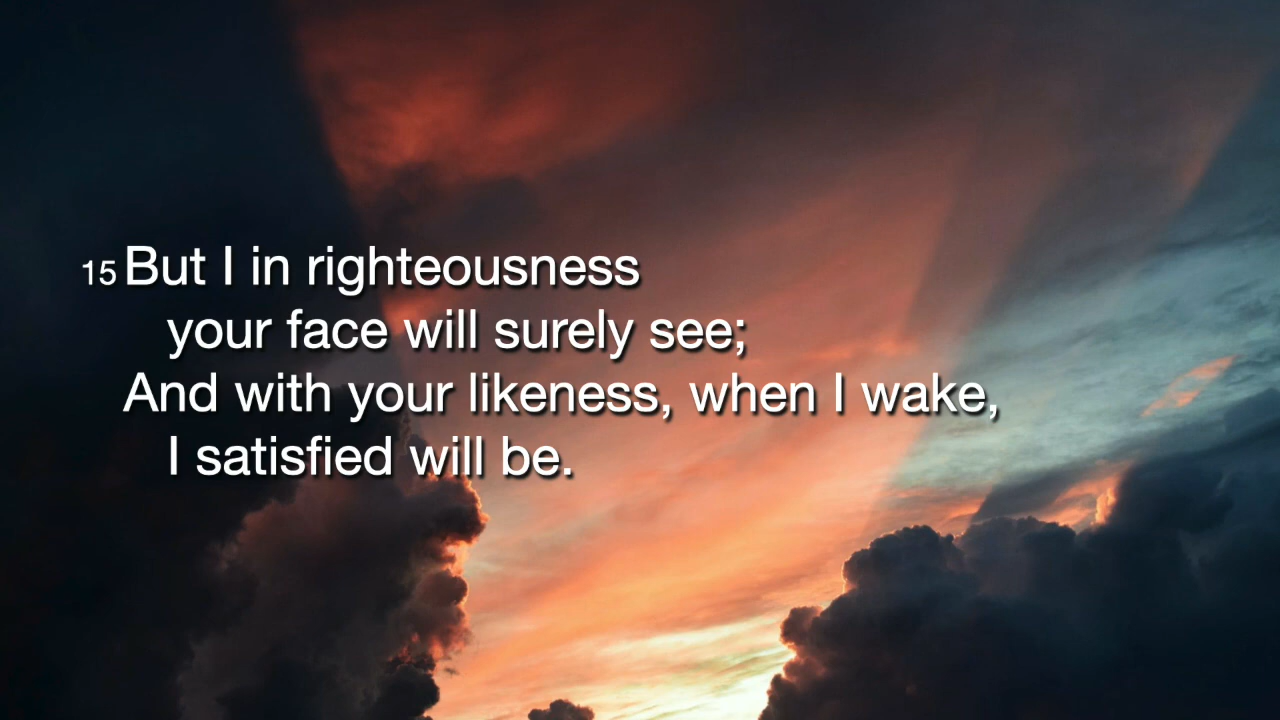 15 But I in righteousness
your face will surely see;
And with your likeness, when I wake,
I satisfied will be.